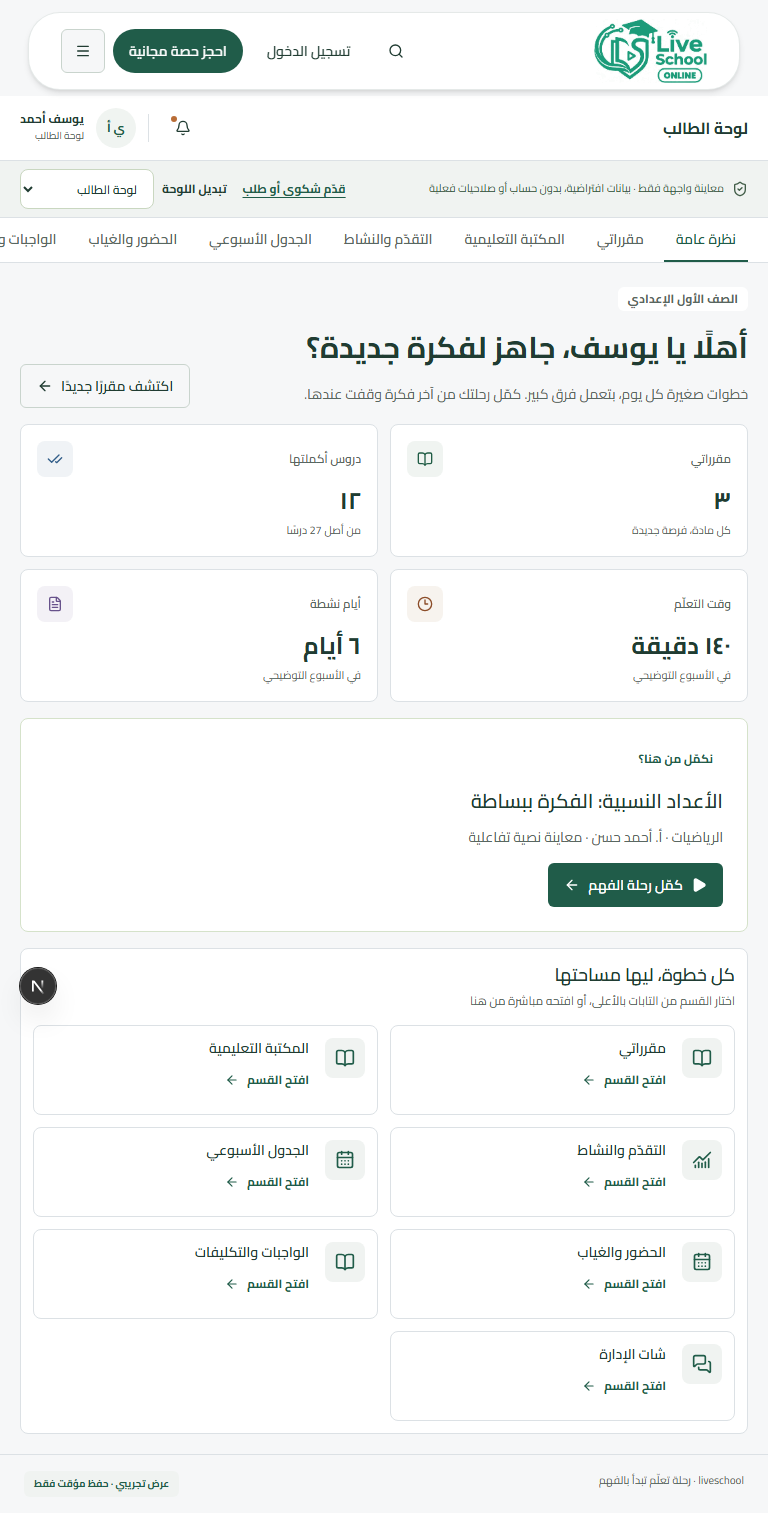 Live School ONLINE
تسجيل الدخول
احجز حصة مجانية
لوحة الطالب
ي أ
يوسف أحمد
لوحة الطالب
معاينة واجهة فقط · بيانات افتراضية، بدون حساب أو صلاحيات فعلية
قدّم شكوى أو طلب
تبديل اللوحة
لوحة الطالب
نظرة عامة
مقرراتي
المكتبة التعليمية
التقدّم والنشاط
الجدول الأسبوعي
الحضور والغياب
الواجبات و
الصف الأول الإعدادي
أهلًا يا يوسف، جاهز لفكرة جديدة؟
خطوات صغيرة كل يوم، بتعمل فرق كبير. كمّل رحلتك من آخر فكرة وقفت عندها.
اكتشف مقررًا جديدًا
مقرراتي
٣
كل مادة، فرصة جديدة
دروس أكملتها
١٢
من أصل 27 درسًا
وقت التعلّم
١٤٠ دقيقة
في الأسبوع التوضيحي
أيام نشطة
٦ أيام
في الأسبوع التوضيحي
نكمّل من هنا؟
الأعداد النسبية: الفكرة ببساطة
الرياضيات · أ. أحمد حسن · معاينة نصية تفاعلية
كمّل رحلة الفهم
كل خطوة، ليها مساحتها
اختار القسم من التابات بالأعلى، أو افتحه مباشرة من هنا
مقرراتي
افتح القسم
المكتبة التعليمية
افتح القسم
التقدّم والنشاط
افتح القسم
الجدول الأسبوعي
افتح القسم
الحضور والغياب
افتح القسم
الواجبات والتكليفات
افتح القسم
شات الإدارة
افتح القسم
liveschool · رحلة تعلّم تبدأ بالفهم
عرض تجريبي · حفظ مؤقت فقط